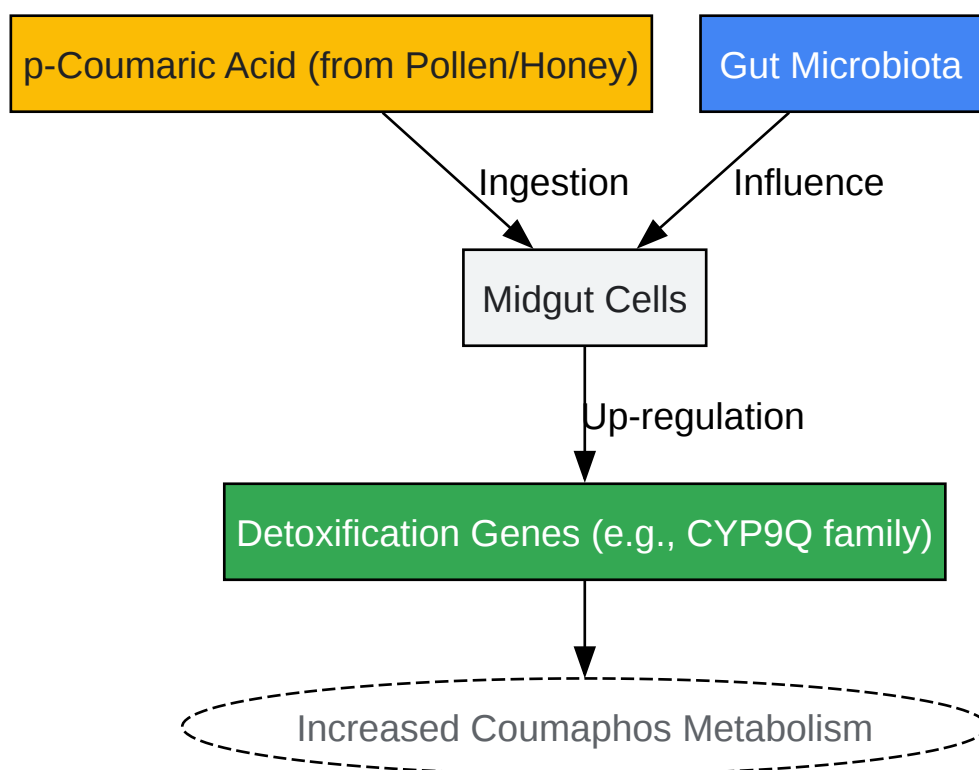 p-Coumaric Acid (from Pollen/Honey)
Gut Microbiota
Ingestion
Influence
Midgut Cells
Up-regulation
Detoxification Genes (e.g., CYP9Q family)
Increased Coumaphos Metabolism